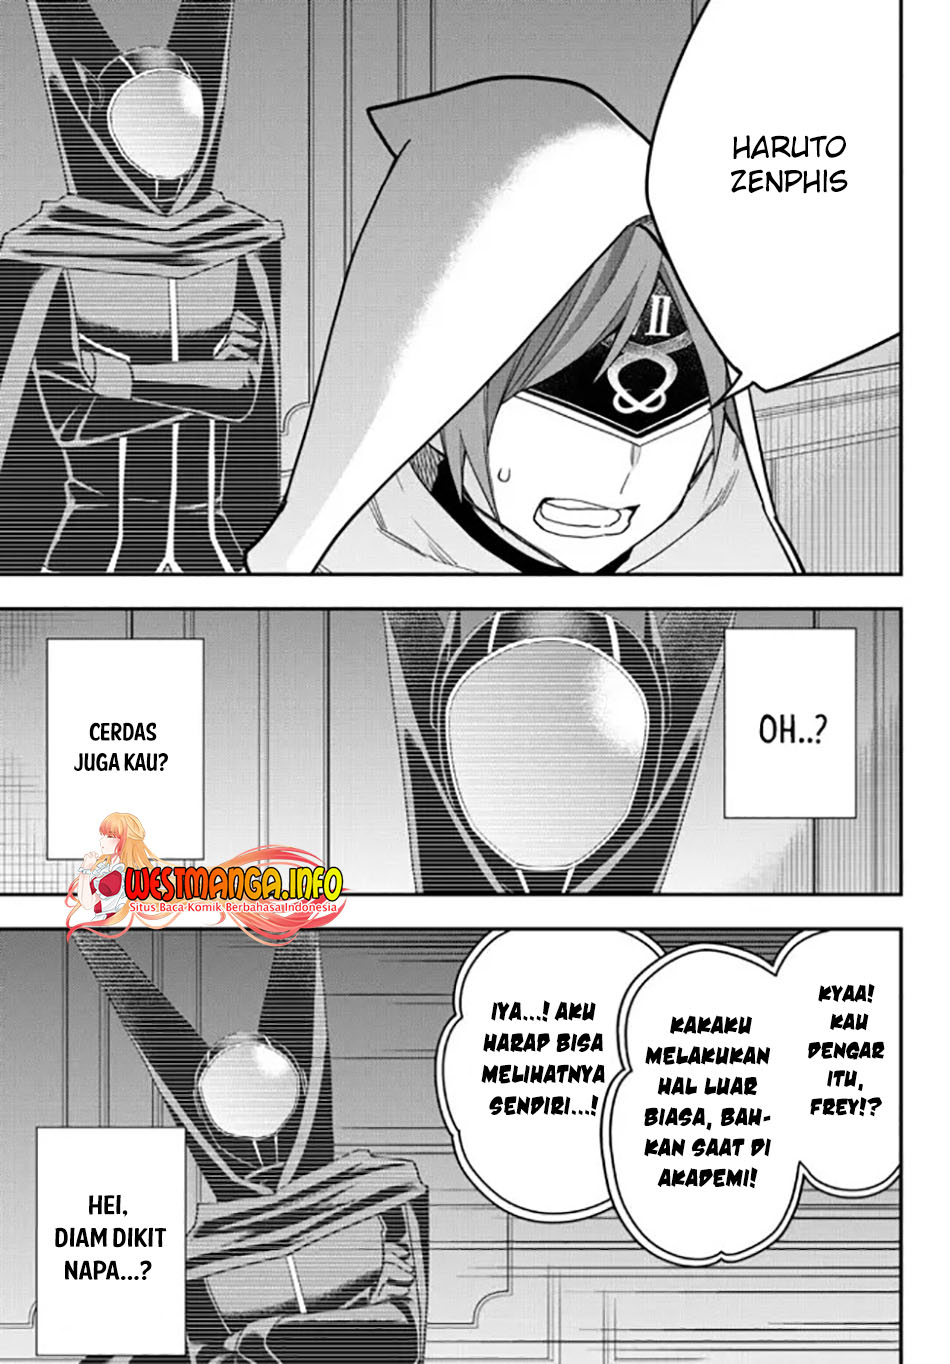 HARUTO
ZENPHIS
II
OH..?
CERDAS
JUGA KAU?
WESTMANGA.INFO
Situs Baca Komik Berbahasa Indonesia
KYAA!
KAU
DENGAR
ITU,
FREY!?
KAKAKU
MELAKUKAN
HAL LUAR
BIASA, BAH-
KAN SAAT DI
AKADEMI!
IYA...! AKU
HARAP BISA
MELIHATNYA
SENDIRI...!
HEI,
DIAM DIKIT
NAPA...?